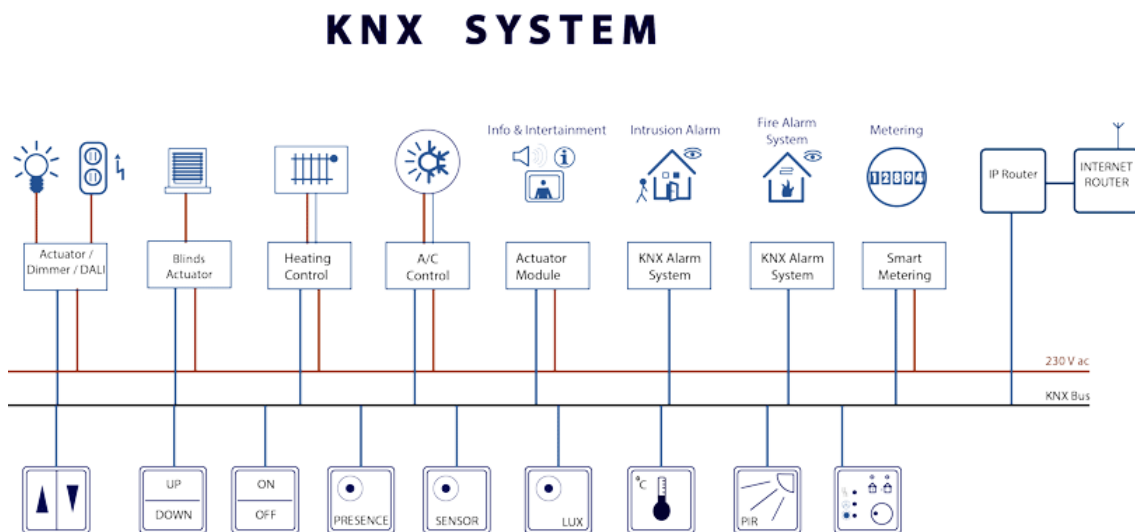 KNX SYSTEM
Info & Intertainment
Intrusion Alarm
Fire Alarm
System
Metering
12894
IP Router
INTERNET
ROUTER
Actuator /
Dimmer / DALI
Blinds
Actuator
Heating
Control
A/C
Control
Actuator
Module
KNX Alarm
System
KNX Alarm
System
Smart
Metering
230 V ac
KNX Bus
UP
DOWN
ON
OFF
PRESENCE
SENSOR
LUX
°C
PIR